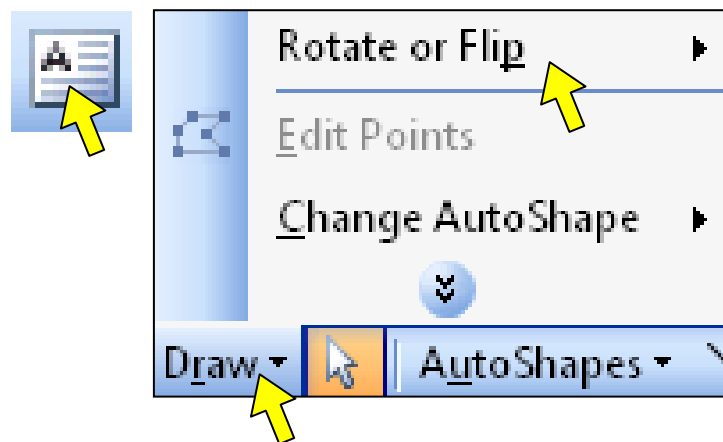 A
Rotate or Flip
Edit Points
Change AutoShape
Draw
AutoShapes